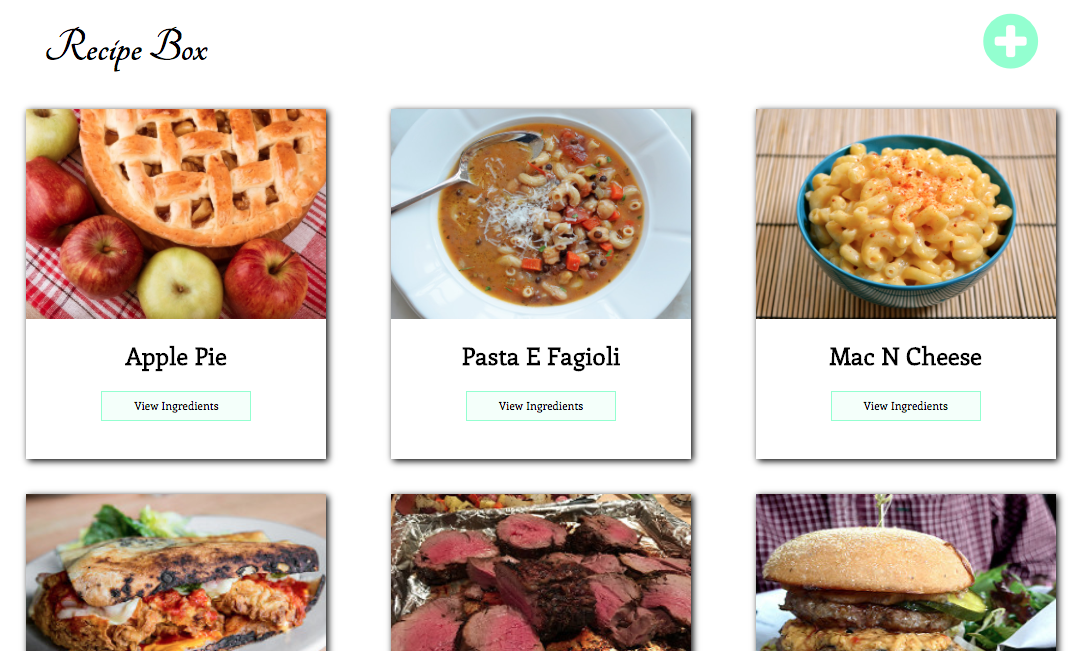 Recipe Box
Apple Pie
Pasta E Fagioli
Mac N Cheese
View Ingredients
View Ingredients
View Ingredients